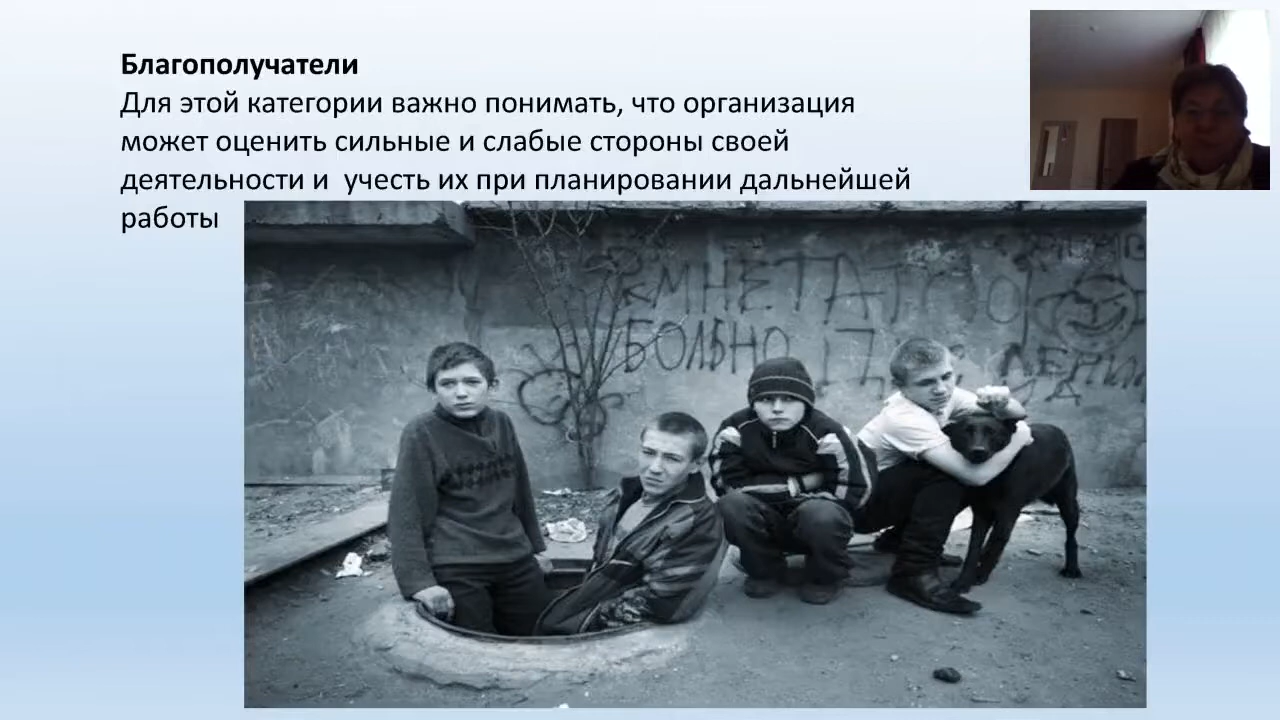 Благополучатели
Для этой категории важно понимать, что организация
может оценить сильные и слабые стороны своей
деятельности и учесть их при планировании дальнейшей
работы
МНЕ ТАТУ
БОЛЬНО